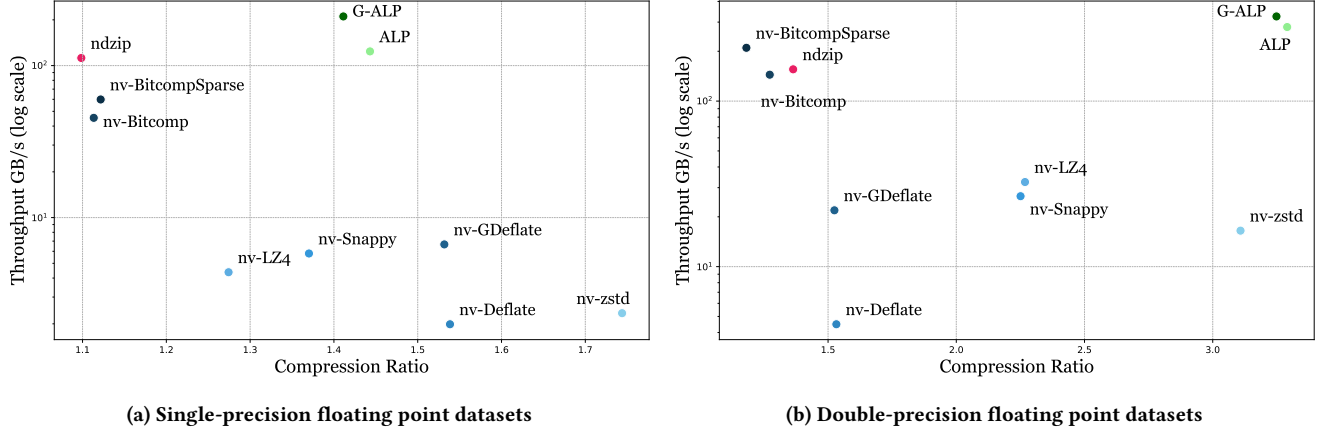 G-ALP
ALP
ndzip
nv-BitcompSparse
nv-Bitcomp
nv-GDeflate
nv-Snappy
nv-LZ4
nv-Deflate
nv-zstd
10²
10¹
Throughput GB/s (log scale)
1.1 1.2 1.3 1.4 1.5 1.6 1.7
Compression Ratio
(a) Single-precision floating point datasets
G-ALP
ALP
nv-BitcompSparse
ndzip
nv-Bitcomp
nv-LZ4
nv-GDeflate
nv-Snappy
nv-zstd
nv-Deflate
10²
10¹
Throughput GB/s (log scale)
1.5 2.0 2.5 3.0
Compression Ratio
(b) Double-precision floating point datasets